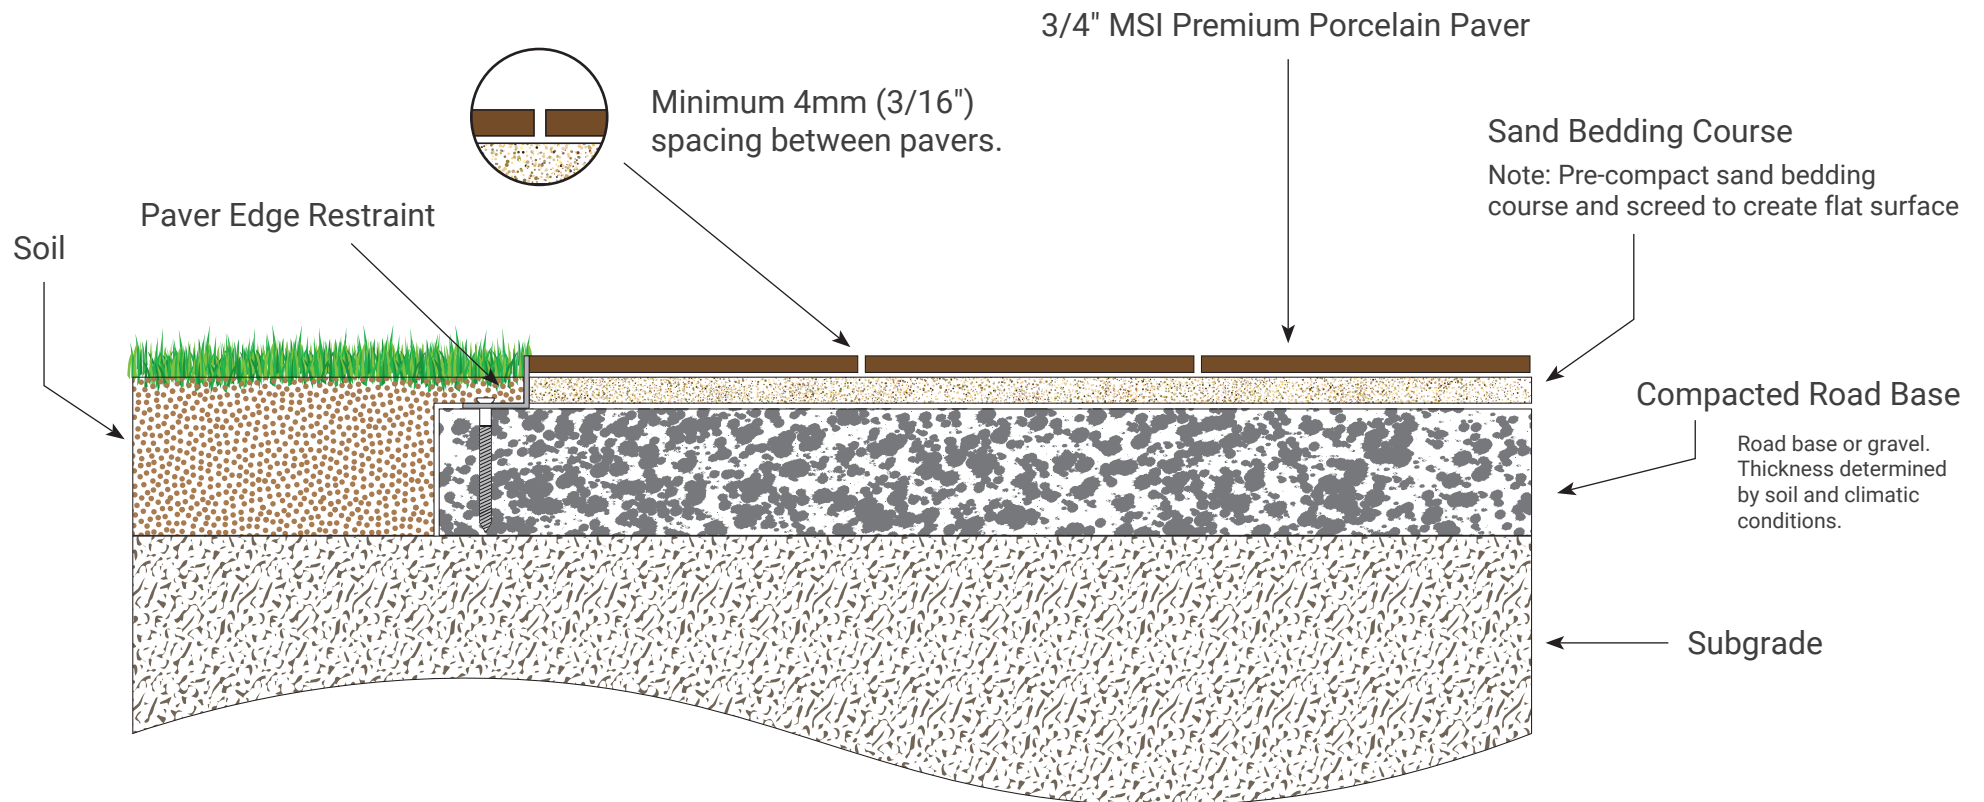 3/4" MSI Premium Porcelain Paver
Minimum 4mm (3/16")
spacing between pavers.
Sand Bedding Course
Note: Pre-compact sand bedding
course and screed to create flat surface
Paver Edge Restraint
Soil
Compacted Road Base
Road base or gravel.
Thickness determined
by soil and climatic
conditions.
Subgrade